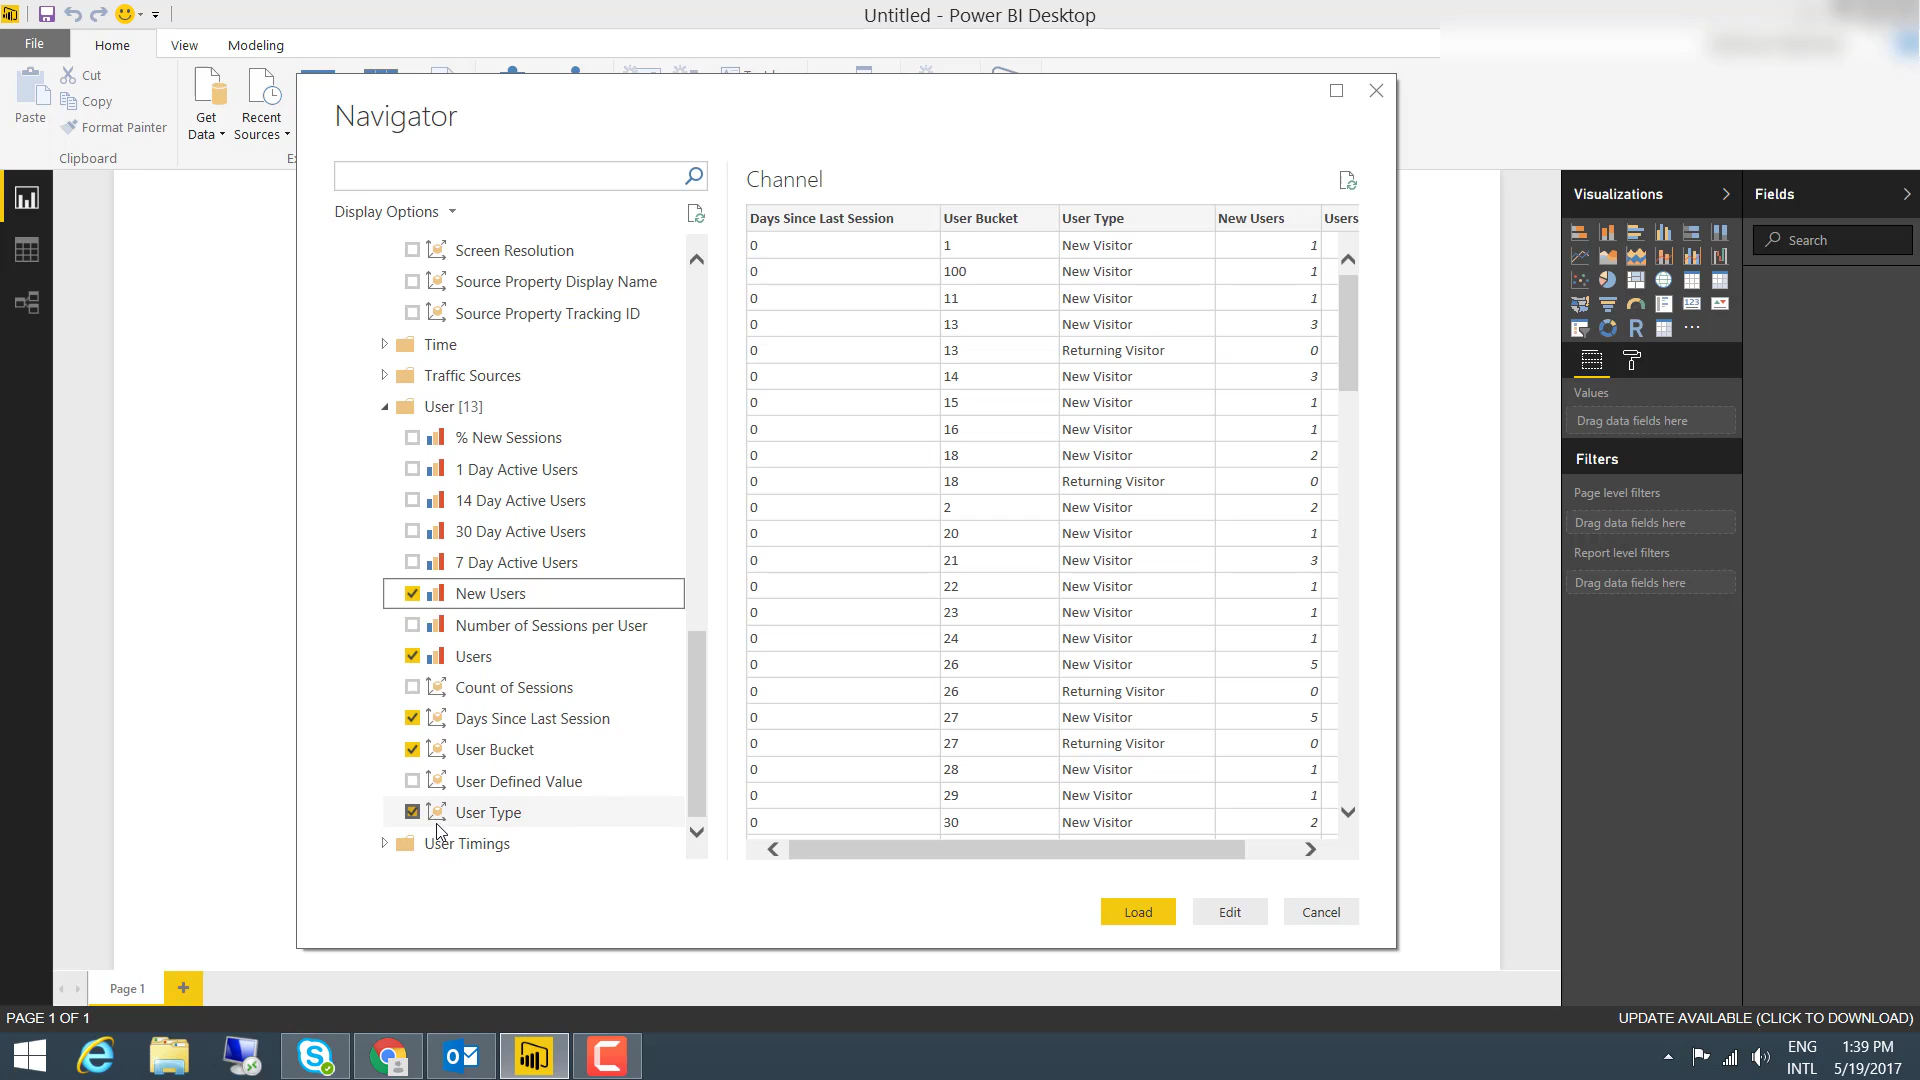 Untitled - Power BI Desktop
File
Home
View
Modeling
Paste
Cut
Copy
Format Painter
Clipboard
Get
Data
Recent
Sources
Navigator
Display Options
Screen Resolution
Source Property Display Name
Source Property Tracking ID
Time
Traffic Sources
User [13]
% New Sessions
1 Day Active Users
14 Day Active Users
30 Day Active Users
7 Day Active Users
New Users
Number of Sessions per User
Users
Count of Sessions
Days Since Last Session
User Bucket
User Defined Value
User Type
User Timings
Channel
Days Since Last Session User Bucket User Type New Users Users
0 1 New Visitor 1
0 100 New Visitor 1
0 11 New Visitor 1
0 13 New Visitor 3
0 13 Returning Visitor 0
0 14 New Visitor 3
0 15 New Visitor 1
0 16 New Visitor 1
0 18 New Visitor 2
0 18 Returning Visitor 0
0 2 New Visitor 2
0 20 New Visitor 1
0 21 New Visitor 3
0 22 New Visitor 1
0 23 New Visitor 1
0 24 New Visitor 1
0 26 New Visitor 5
0 26 Returning Visitor 0
0 27 New Visitor 5
0 27 Returning Visitor 0
0 28 New Visitor 1
0 29 New Visitor 1
0 30 New Visitor 2
Load
Edit
Cancel
Visualizations
Values
Drag data fields here
Filters
Page level filters
Drag data fields here
Report level filters
Drag data fields here
Fields
Search
Page 1
PAGE 1 OF 1
UPDATE AVAILABLE (CLICK TO DOWNLOAD)
ENG
INTL
1:39 PM
5/19/2017